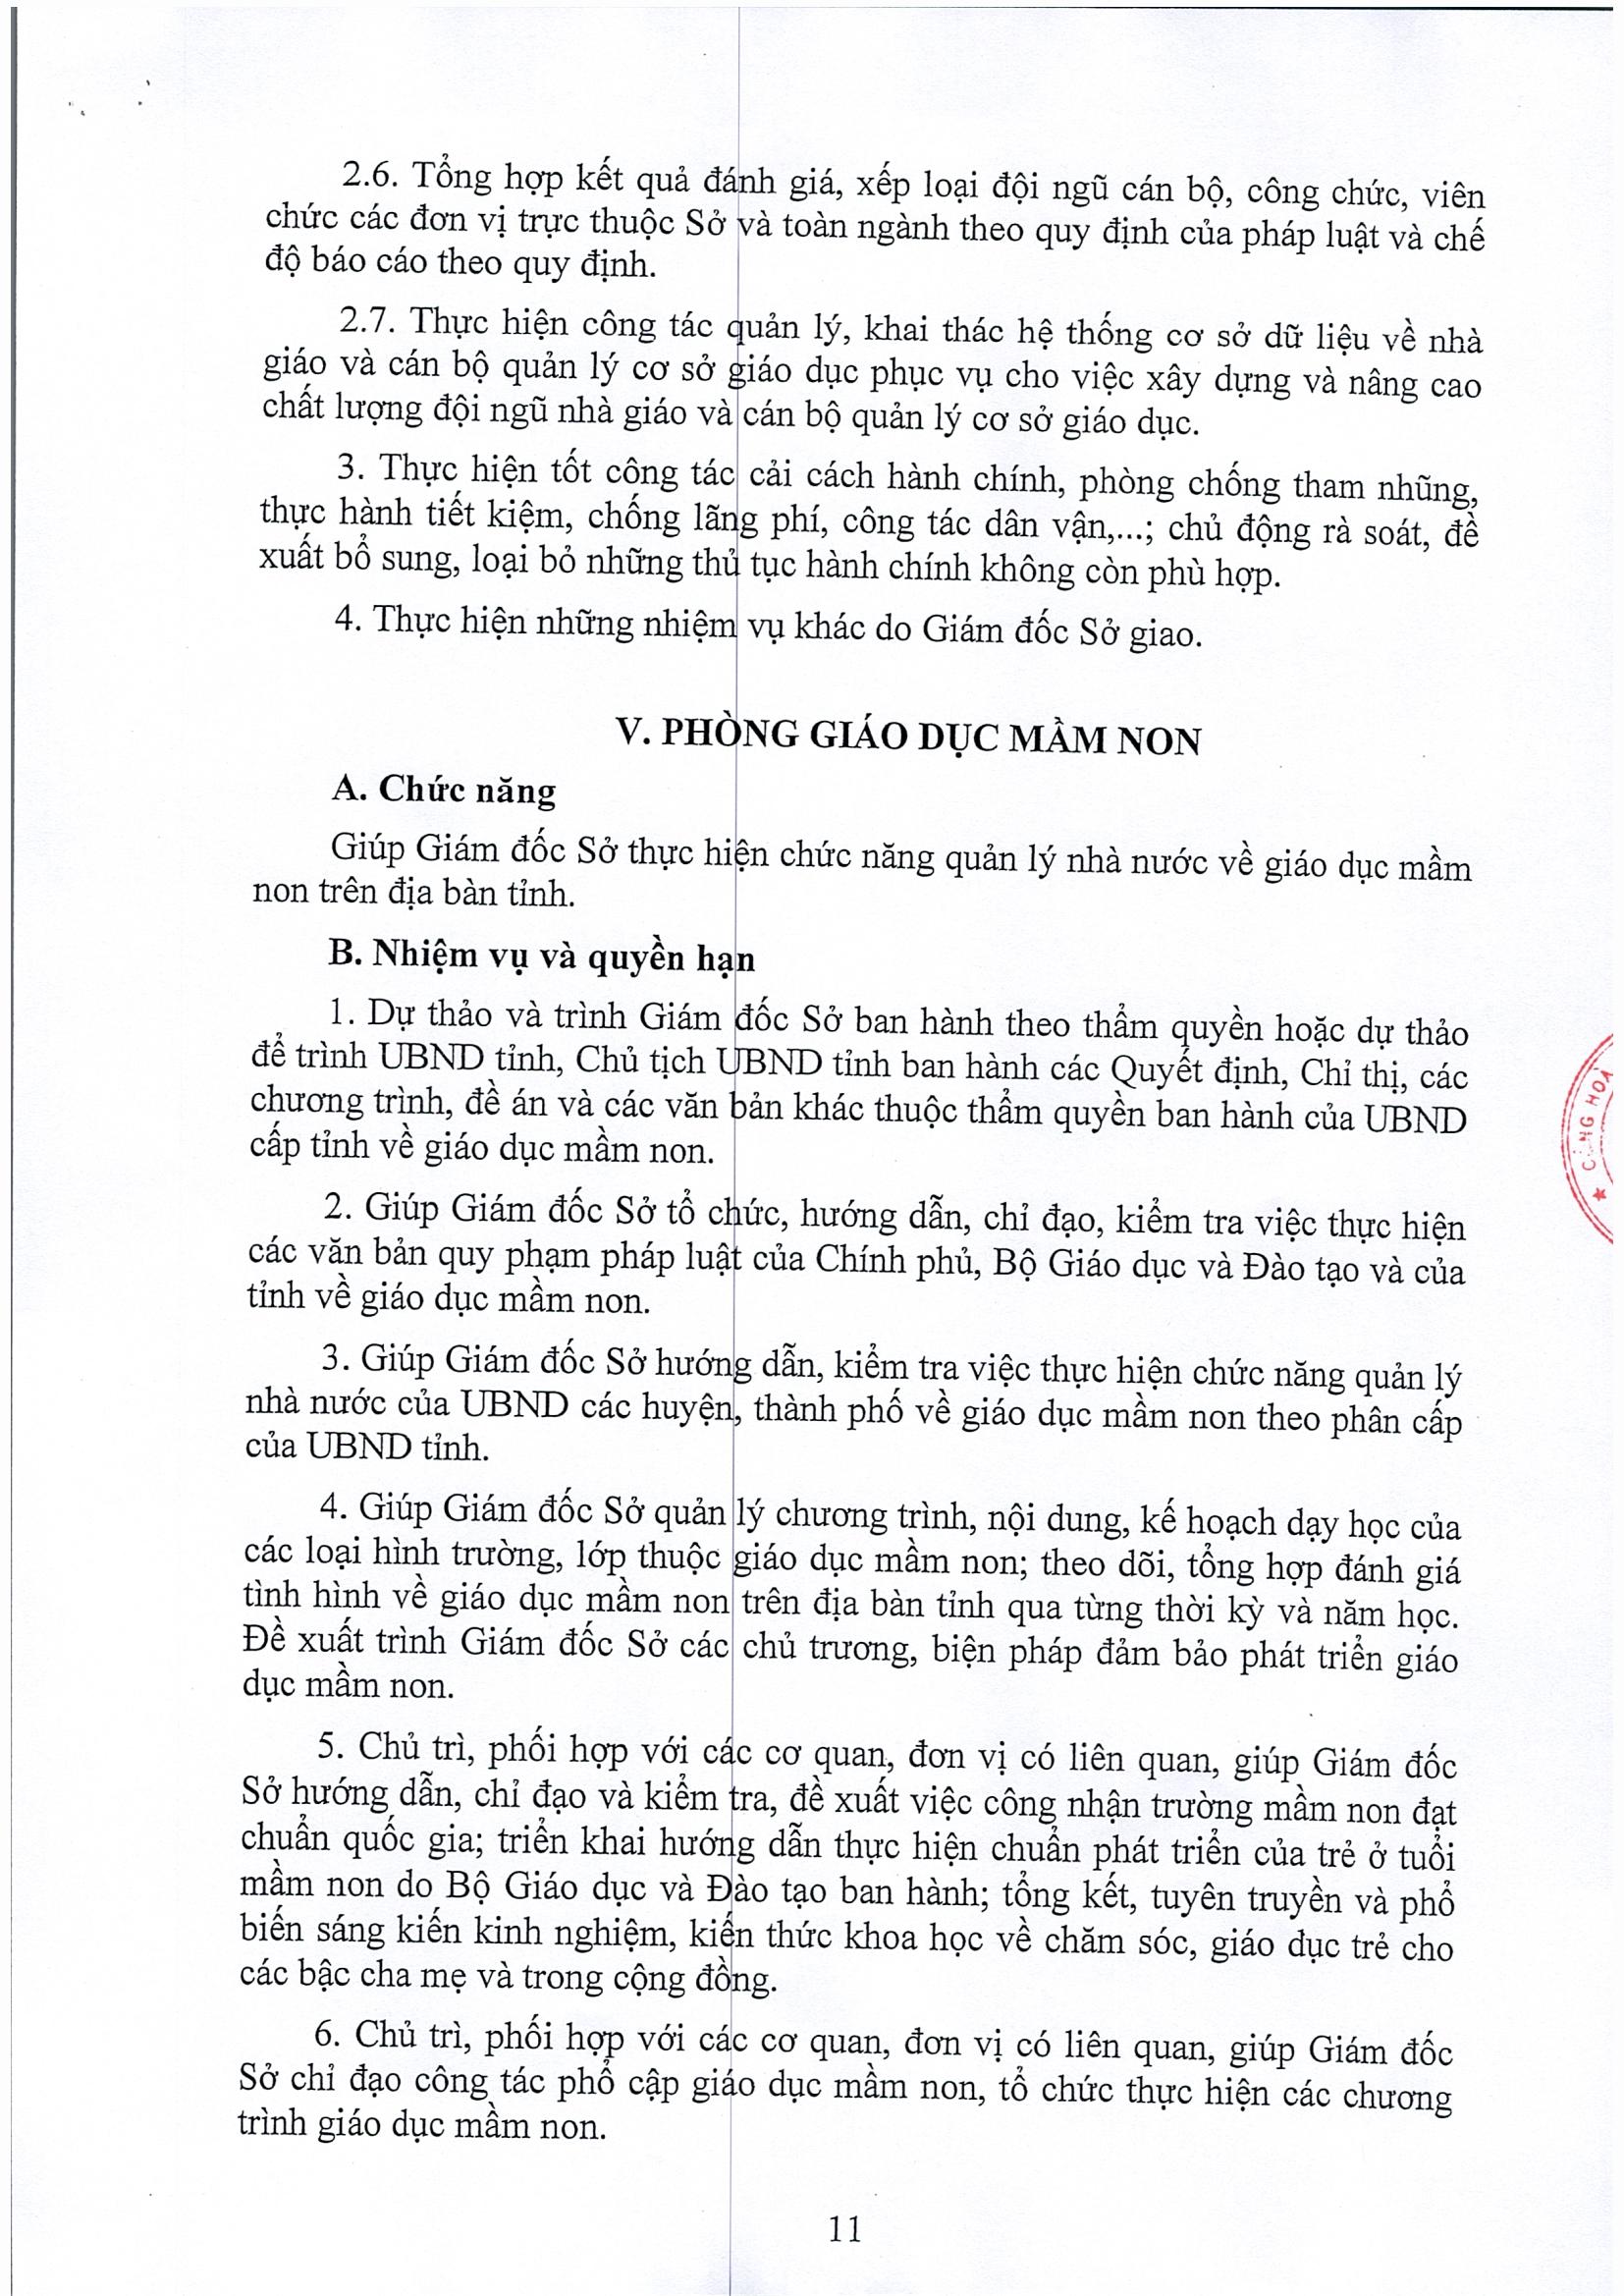 2.6. Tổng hợp kết quả đánh giá, xếp loại đội ngũ cán bộ, công chức, viên
chức các đơn vị trực thuộc Sở và toàn ngành theo quy định của pháp luật và chế
độ báo cáo theo quy định.
2.7. Thực hiện công tác quản lý, khai thác hệ thống cơ sở dữ liệu về nhà
giáo và cán bộ quản lý cơ sở giáo dục phục vụ cho việc xây dựng và nâng cao
chất lượng đội ngũ nhà giáo và cán bộ quản lý cơ sở giáo dục.
3. Thực hiện tốt công tác cải cách hành chính, phòng chống tham nhũng,
thực hành tiết kiệm, chống lãng phí, công tác dân vận,...; chủ động rà soát, đề
xuất bổ sung, loại bỏ những thủ tục hành chính không còn phù hợp.
4. Thực hiện những nhiệm vụ khác do Giám đốc Sở giao.
V. PHÒNG GIÁO DỤC MẦM NON
A. Chức năng
Giúp Giám đốc Sở thực hiện chức năng quản lý nhà nước về giáo dục mầm
non trên địa bàn tỉnh.
B. Nhiệm vụ và quyền hạn
1. Dự thảo và trình Giám đốc Sở ban hành theo thẩm quyền hoặc dự thảo
để trình UBND tỉnh, Chủ tịch UBND tỉnh ban hành các Quyết định, Chỉ thị, các
chương trình, đề án và các văn bản khác thuộc thẩm quyền ban hành của UBND
cấp tỉnh về giáo dục mầm non.
2. Giúp Giám đốc Sở tổ chức, hướng dẫn, chỉ đạo, kiểm tra việc thực hiện
các văn bản quy phạm pháp luật của Chính phủ, Bộ Giáo dục và Đào tạo và của
tỉnh về giáo dục mầm non.
3. Giúp Giám đốc Sở hướng dẫn, kiểm tra việc thực hiện chức năng quản lý
nhà nước của UBND các huyện, thành phố về giáo dục mầm non theo phân cấp
của UBND tỉnh.
4. Giúp Giám đốc Sở quản lý chương trình, nội dung, kế hoạch dạy học của
các loại hình trường, lớp thuộc giáo dục mầm non; theo dõi, tổng hợp đánh giá
tình hình về giáo dục mầm non trên địa bàn tỉnh qua từng thời kỳ và năm học.
Đề xuất trình Giám đốc Sở các chủ trương, biện pháp đảm bảo phát triển giáo
dục mầm non.
5. Chủ trì, phối hợp với các cơ quan, đơn vị có liên quan, giúp Giám đốc
Sở hướng dẫn, chỉ đạo và kiểm tra, đề xuất việc công nhận trường mầm non đạt
chuẩn quốc gia; triển khai hướng dẫn thực hiện chuẩn phát triển của trẻ ở tuổi
mầm non do Bộ Giáo dục và Đào tạo ban hành; tổng kết, tuyên truyền và phổ
biến sáng kiến kinh nghiệm, kiến thức khoa học về chăm sóc, giáo dục trẻ cho
các bậc cha mẹ và trong cộng đồng.
6. Chủ trì, phối hợp với các cơ quan, đơn vị có liên quan, giúp Giám đốc
Sở chỉ đạo công tác phổ cập giáo dục mầm non, tổ chức thực hiện các chương
trình giáo dục mầm non.
CỘNG HOÀ
11